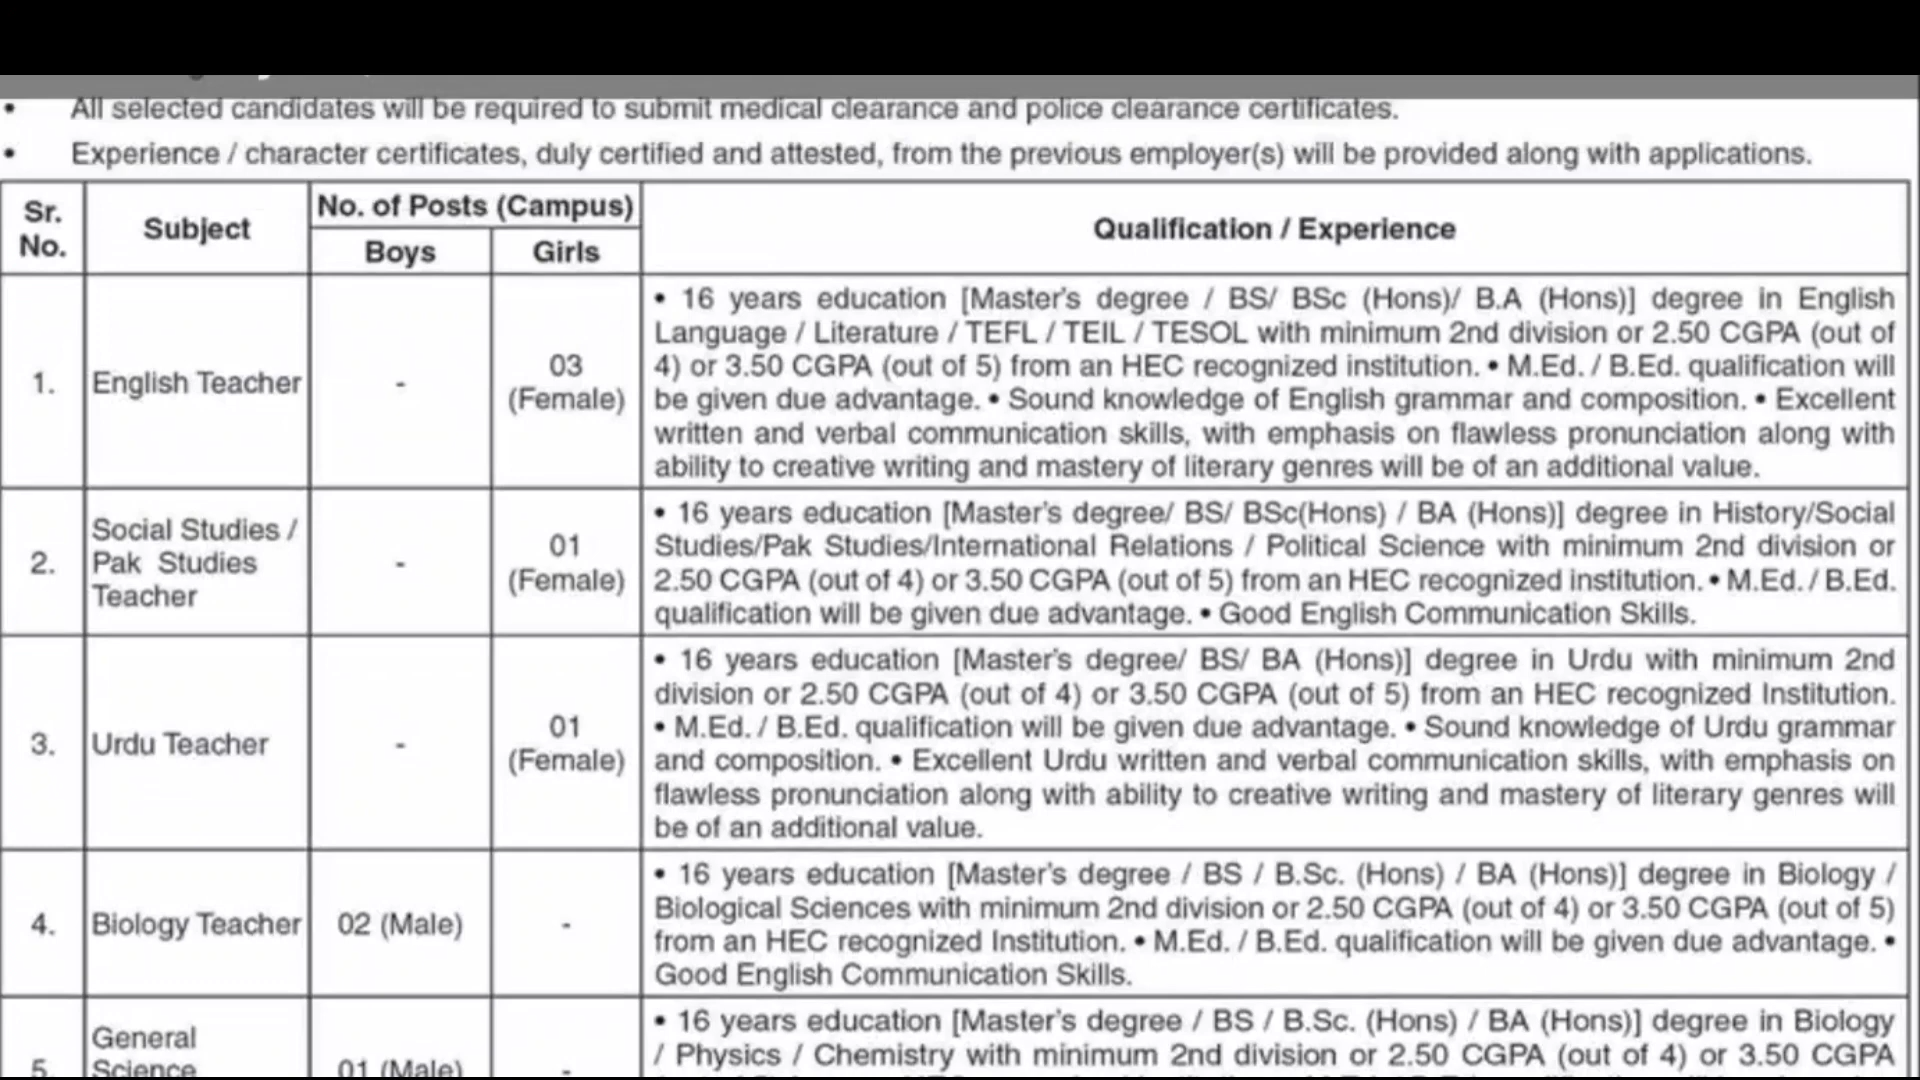 • All selected candidates will be required to submit medical clearance and police clearance certificates.
• Experience / character certificates, duly certified and attested, from the previous employer(s) will be provided along with applications.
Sr. No. Subject No. of Posts (Campus) Qualification / Experience
Boys Girls
1. English Teacher - 03 (Female)
• 16 years education [Master's degree / BS/ BSc (Hons)/ B.A (Hons)] degree in English
Language / Literature / TEFL / TEIL / TESOL with minimum 2nd division or 2.50 CGPA (out of
4) or 3.50 CGPA (out of 5) from an HEC recognized institution. • M.Ed. / B.Ed. qualification will
be given due advantage. • Sound knowledge of English grammar and composition. • Excellent
written and verbal communication skills, with emphasis on flawless pronunciation along with
ability to creative writing and mastery of literary genres will be of an additional value.
2. Social Studies / Pak Studies Teacher - 01 (Female)
• 16 years education [Master's degree/ BS/ BSc(Hons) / BA (Hons)] degree in History/Social
Studies/Pak Studies/International Relations / Political Science with minimum 2nd division or
2.50 CGPA (out of 4) or 3.50 CGPA (out of 5) from an HEC recognized institution. • M.Ed. / B.Ed.
qualification will be given due advantage. • Good English Communication Skills.
3. Urdu Teacher - 01 (Female)
• 16 years education [Master's degree/ BS/ BA (Hons)] degree in Urdu with minimum 2nd
division or 2.50 CGPA (out of 4) or 3.50 CGPA (out of 5) from an HEC recognized Institution.
• M.Ed. / B.Ed. qualification will be given due advantage. • Sound knowledge of Urdu grammar
and composition. • Excellent Urdu written and verbal communication skills, with emphasis on
flawless pronunciation along with ability to creative writing and mastery of literary genres will
be of an additional value.
4. Biology Teacher 02 (Male) -
• 16 years education [Master's degree / BS / B.Sc. (Hons) / BA (Hons)] degree in Biology /
Biological Sciences with minimum 2nd division or 2.50 CGPA (out of 4) or 3.50 CGPA (out of 5)
from an HEC recognized Institution. • M.Ed. / B.Ed. qualification will be given due advantage. •
Good English Communication Skills.
5. General Science 01 (Male) -
• 16 years education [Master's degree / BS / B.Sc. (Hons) / BA (Hons)] degree in Biology
/ Physics / Chemistry with minimum 2nd division or 2.50 CGPA (out of 4) or 3.50 CGPA